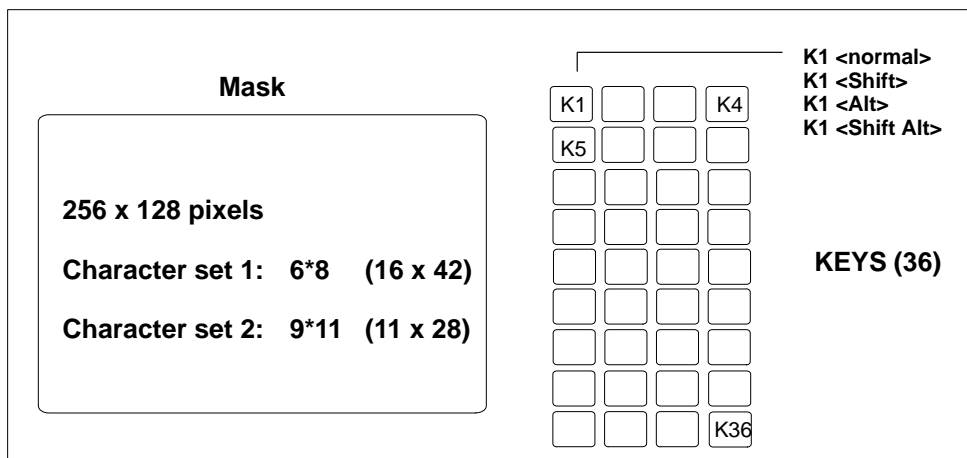 Mask
256 x 128 pixels
Character set 1: 6*8 (16 x 42)
Character set 2: 9*11 (11 x 28)
K1 <normal>
K1 <Shift>
K1 <Alt>
K1 <Shift Alt>
K1 K4
K5
KEYS (36)
K36